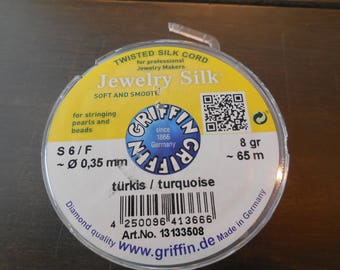 TWISTED SILK CORD
for professional
Jewelry Makers
Jewelry Silk
SOFT AND SMOOTH
for stringing
pearls and
beads
GRIFFIN
since
1866
Germany
GRIFFIN
S 6 / F
~ Ø 0,35 mm
8 gr
~ 65 m
türkis / turquoise
4 250096 413666
Art.No. 13133508
Diamond quality
www.griffin.de
Made in Germany